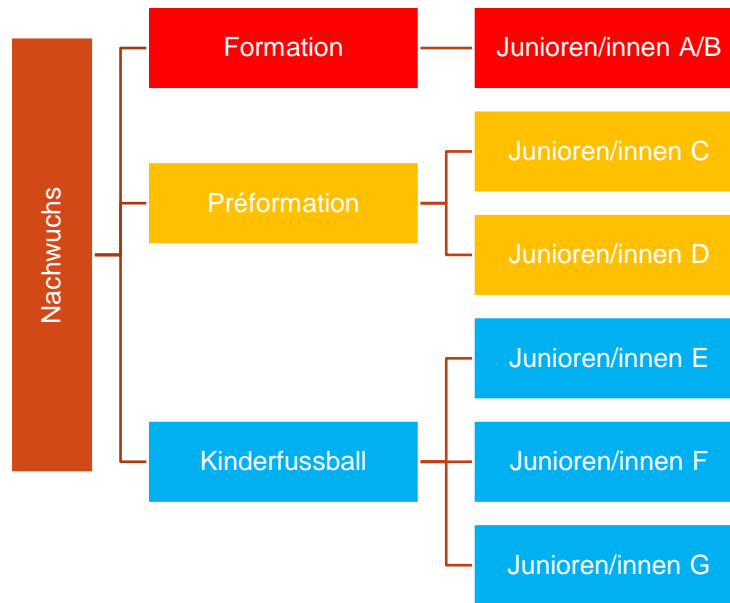 Nachwuchs
Formation
Junioren/innen A/B
Préformation
Junioren/innen C
Junioren/innen D
Kinderfussball
Junioren/innen E
Junioren/innen F
Junioren/innen G